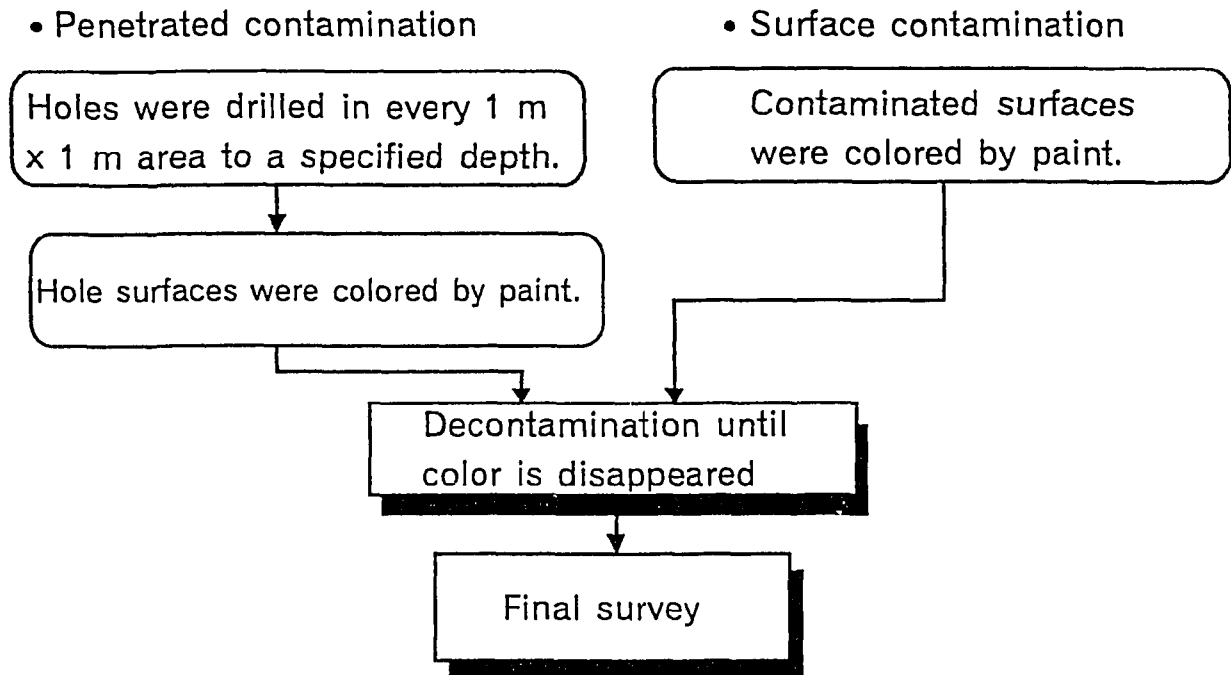 • Penetrated contamination
Holes were drilled in every 1 m
x 1 m area to a specified depth.
Hole surfaces were colored by paint.
• Surface contamination
Contaminated surfaces
were colored by paint.
Decontamination until
color is disappeared
Final survey